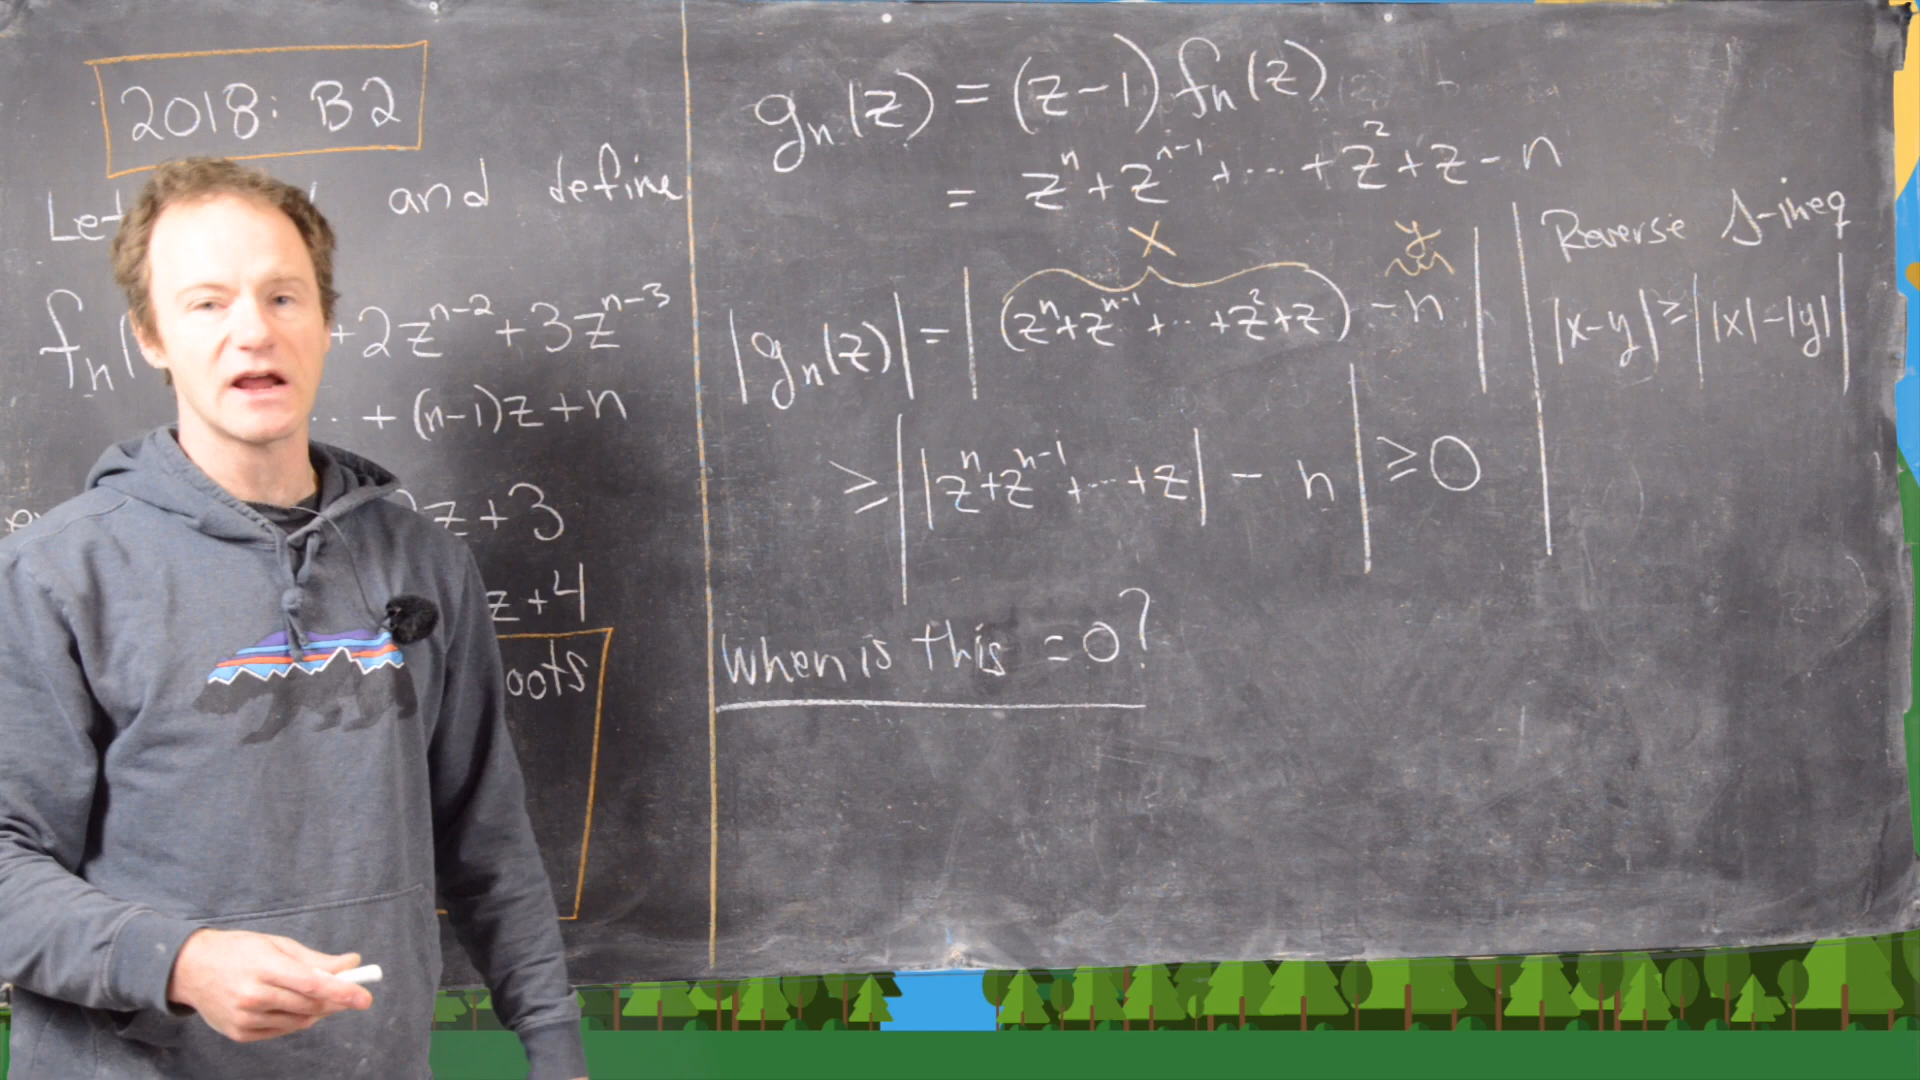 2018: B2
Let and define
fn( +2z^{n-2}+3z^{n-3}
... + (n-1)z+n
z+3
z+4
oots
gn(z) = (z-1) fn(z)
= z^n+z^{n-1}+...+z^2+z-n
x y
|gn(z)| = |(z^n+z^{n-1}+...+z^2+z) -n|
≥ ||z^n+z^{n-1}+...+z| - n| ≥ 0
When is this =0?
Reverse Δ-ineq
|x-y| ≥ ||x|-|y||